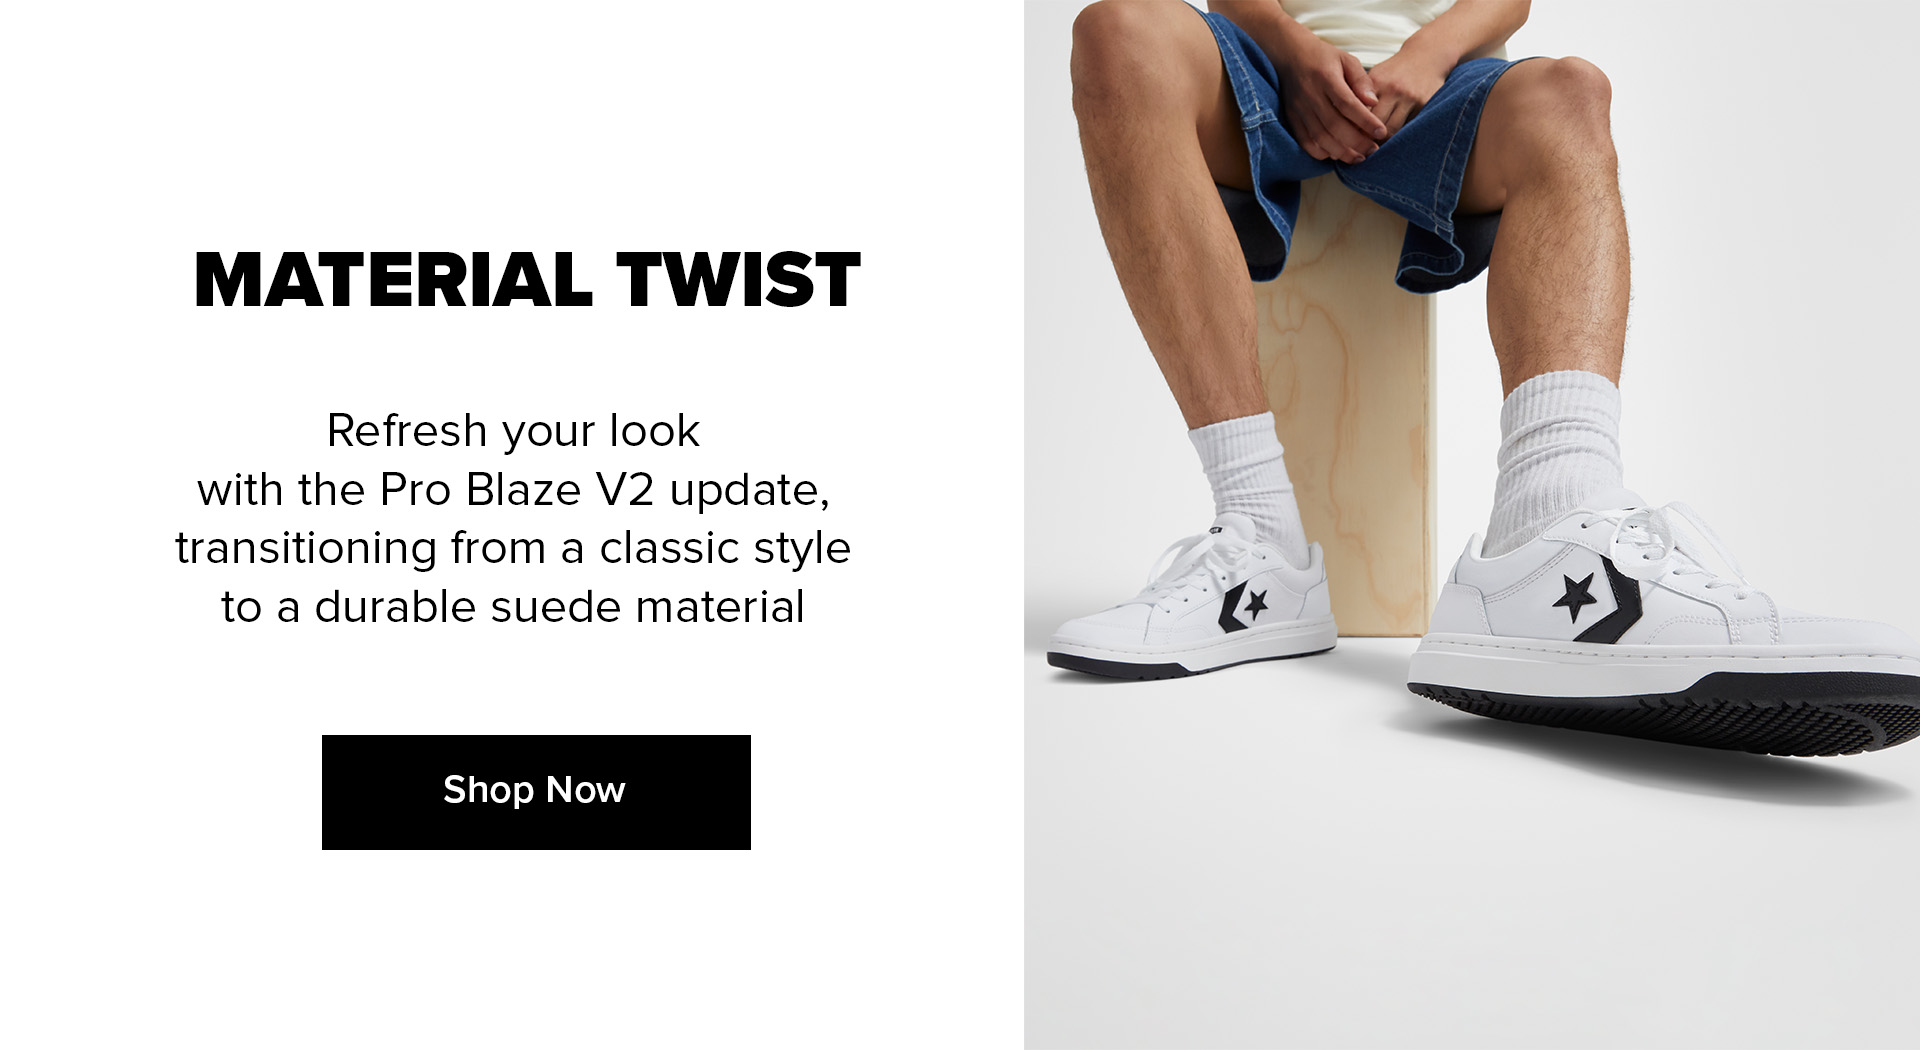 MATERIAL TWIST
Refresh your look
with the Pro Blaze V2 update,
transitioning from a classic style
to a durable suede material
Shop Now